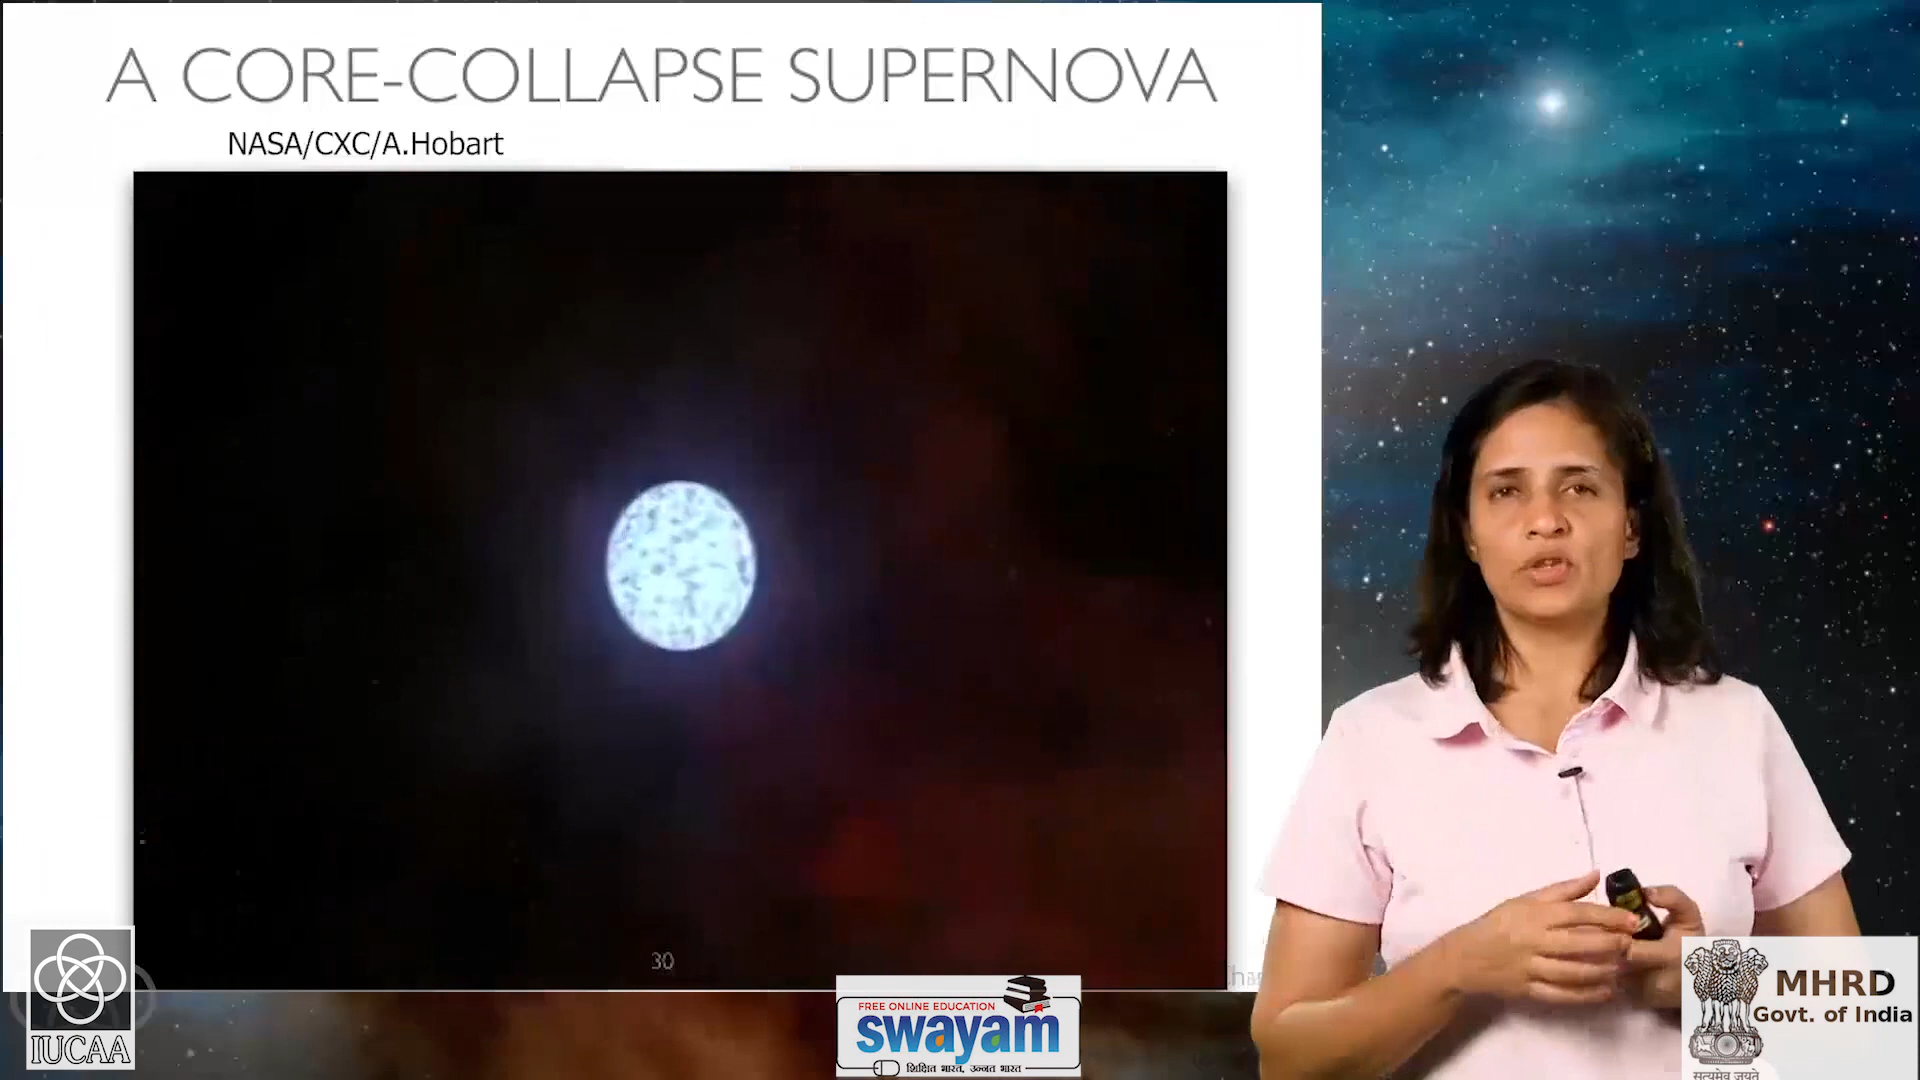 A CORE-COLLAPSE SUPERNOVA
NASA/CXC/A.Hobart
30
IUCAA
FREE ONLINE EDUCATION
swayam
शिक्षित भारत, उन्नत भारत
MHRD
Govt. of India
सत्यमेव जयते